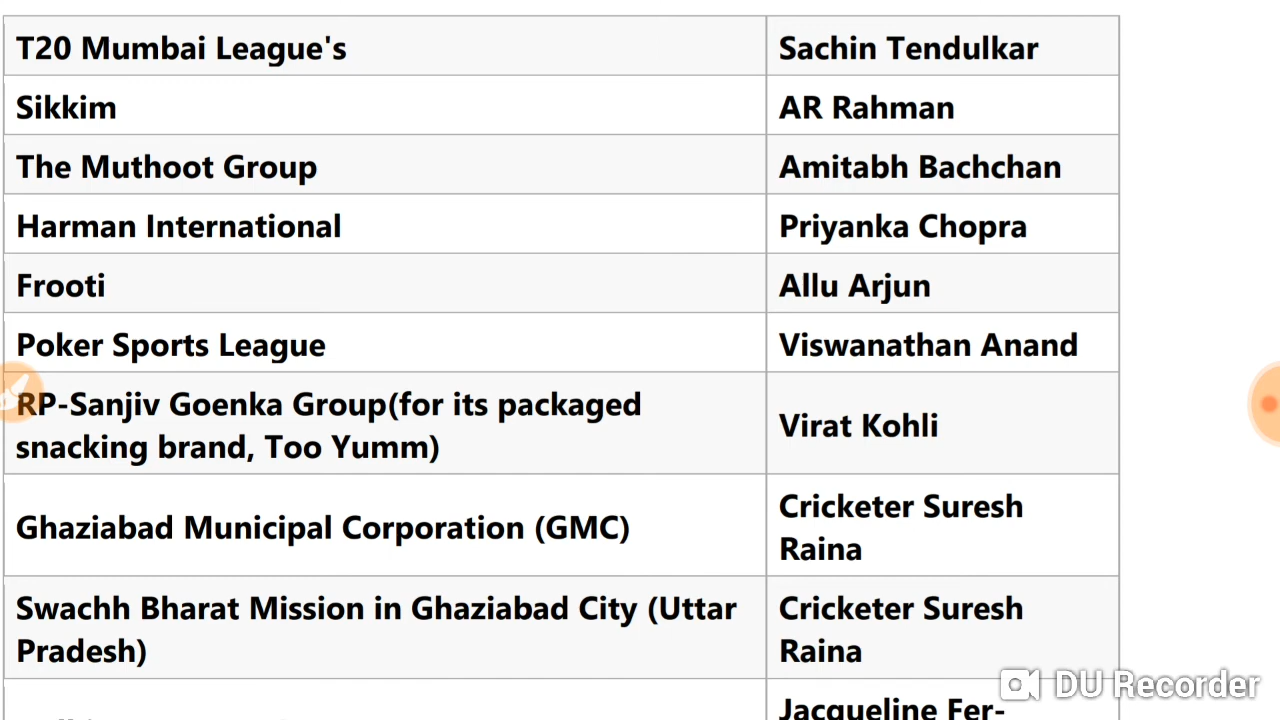 T20 Mumbai League's Sachin Tendulkar
Sikkim AR Rahman
The Muthoot Group Amitabh Bachchan
Harman International Priyanka Chopra
Frooti Allu Arjun
Poker Sports League Viswanathan Anand
RP-Sanjiv Goenka Group(for its packaged
snacking brand, Too Yumm)
Virat Kohli
Ghaziabad Municipal Corporation (GMC)
Cricketer Suresh
Raina
Swachh Bharat Mission in Ghaziabad City (Uttar
Pradesh)
Cricketer Suresh
Raina
Jacqueline Fer-
DU Recorder